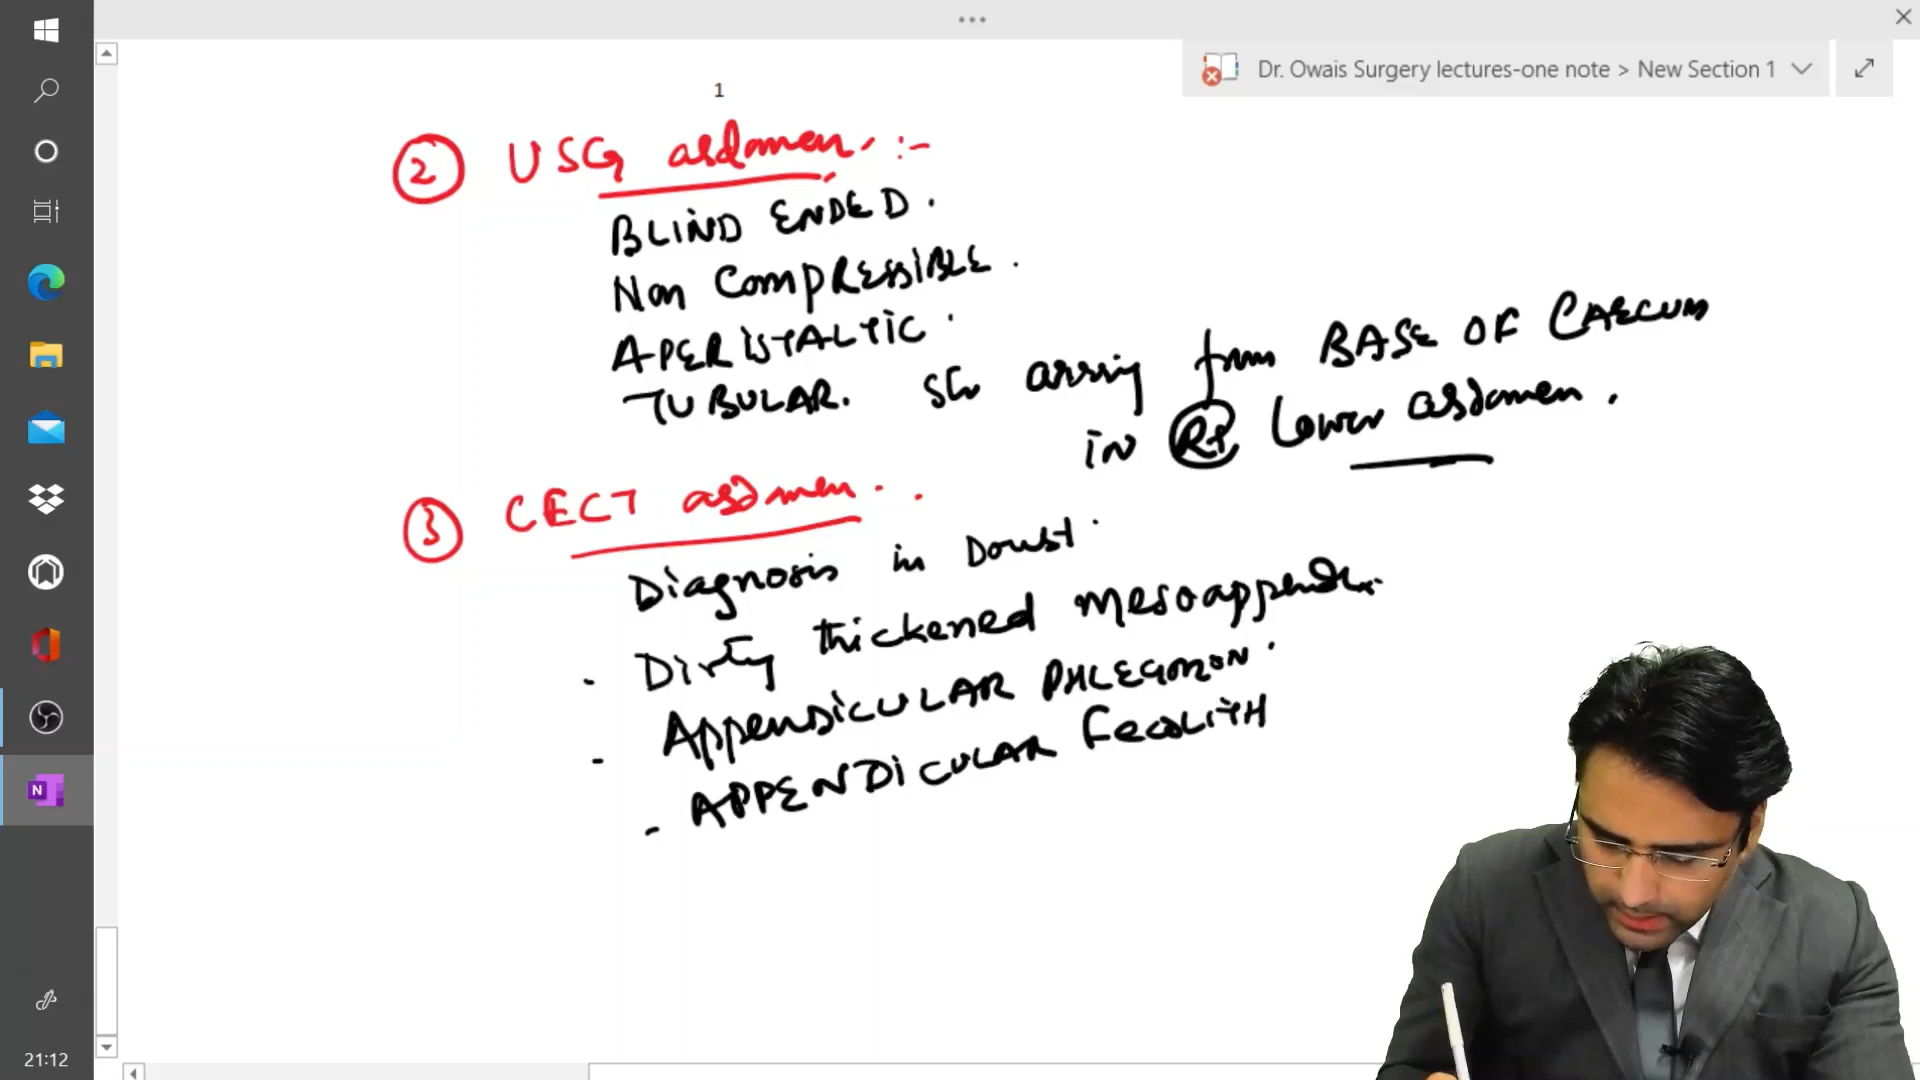 Dr. Owais Surgery lectures-one note > New Section 1
1
② USG abdomen :-
BLIND ENDED.
Non COMPRESSIBLE.
APERISTALTIC.
TUBULAR. Str arising from BASE OF CAECUM
in Rt Lower abdomen.
③ CECT abdomen.
Diagnosis in Doubt.
- Dirty thickened mesoappendix.
- Appendicular PHLEGMON.
- APPENDICULAR FECOLITH
N
21:12